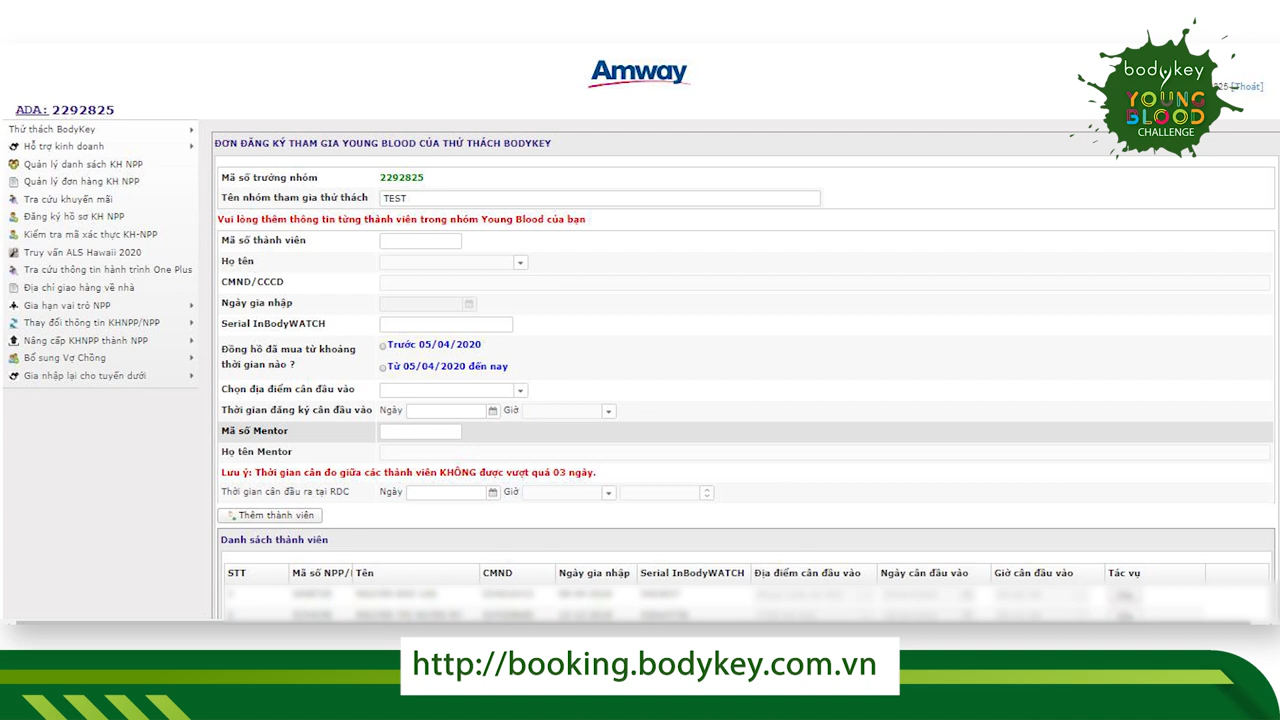 Amway
bodykey
YOUNG
BLOOD
CHALLENGE
[Thoát]
ADA: 2292825
Thử thách BodyKey
Hỗ trợ kinh doanh
Quản lý danh sách KH NPP
Quản lý đơn hàng KH NPP
Tra cứu khuyến mãi
Đăng ký hồ sơ KH NPP
Kiểm tra mã xác thực KH-NPP
Truy vấn ALS Hawaii 2020
Tra cứu thông tin hành trình One Plus
Địa chỉ giao hàng về nhà
Gia hạn vai trò NPP
Thay đổi thông tin KHNPP/NPP
Nâng cấp KHNPP thành NPP
Bổ sung Vợ Chồng
Gia nhập lại cho tuyến dưới
ĐƠN ĐĂNG KÝ THAM GIA YOUNG BLOOD CỦA THỬ THÁCH BODYKEY
Mã số trưởng nhóm 2292825
Tên nhóm tham gia thử thách TEST
Vui lòng thêm thông tin từng thành viên trong nhóm Young Blood của bạn
Mã số thành viên
Họ tên
CMND/CCCD
Ngày gia nhập
Serial InBodyWATCH
Đồng hồ đã mua từ khoảng
thời gian nào ?
Trước 05/04/2020
Từ 05/04/2020 đến nay
Chọn địa điểm cân đầu vào
Thời gian đăng ký cân đầu vào Ngày Giờ
Mã số Mentor
Họ tên Mentor
Lưu ý: Thời gian cân đo giữa các thành viên KHÔNG được vượt quá 03 ngày.
Thời gian cân đầu ra tại RDC Ngày Giờ
Thêm thành viên
Danh sách thành viên
STT Mã số NPP/ Tên CMND Ngày gia nhập Serial InBodyWATCH Địa điểm cân đầu vào Ngày cân đầu vào Giờ cân đầu vào Tác vụ
http://booking.bodykey.com.vn